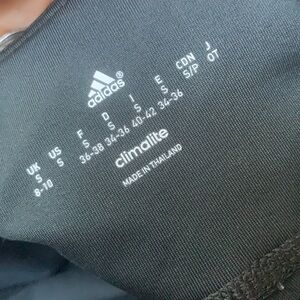 adidas®
UK US F D I E CDN J
S S S S S S/P OT
8-10 36-38 34-36 40-42 34-36
climalite
MADE IN THAILAND